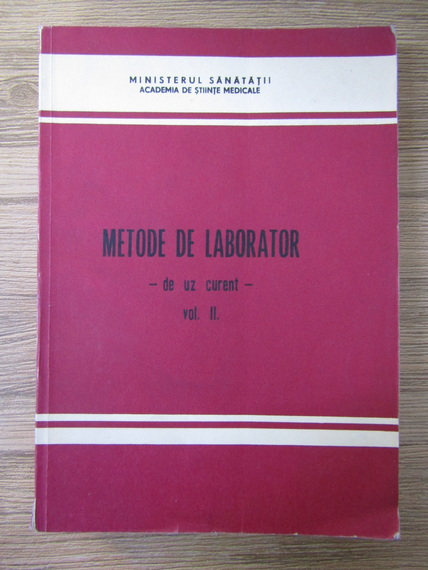 MINISTERUL SĂNĂTĂȚII
ACADEMIA DE ȘTIINȚE MEDICALE
METODE DE LABORATOR
– de uz curent –
vol. II.